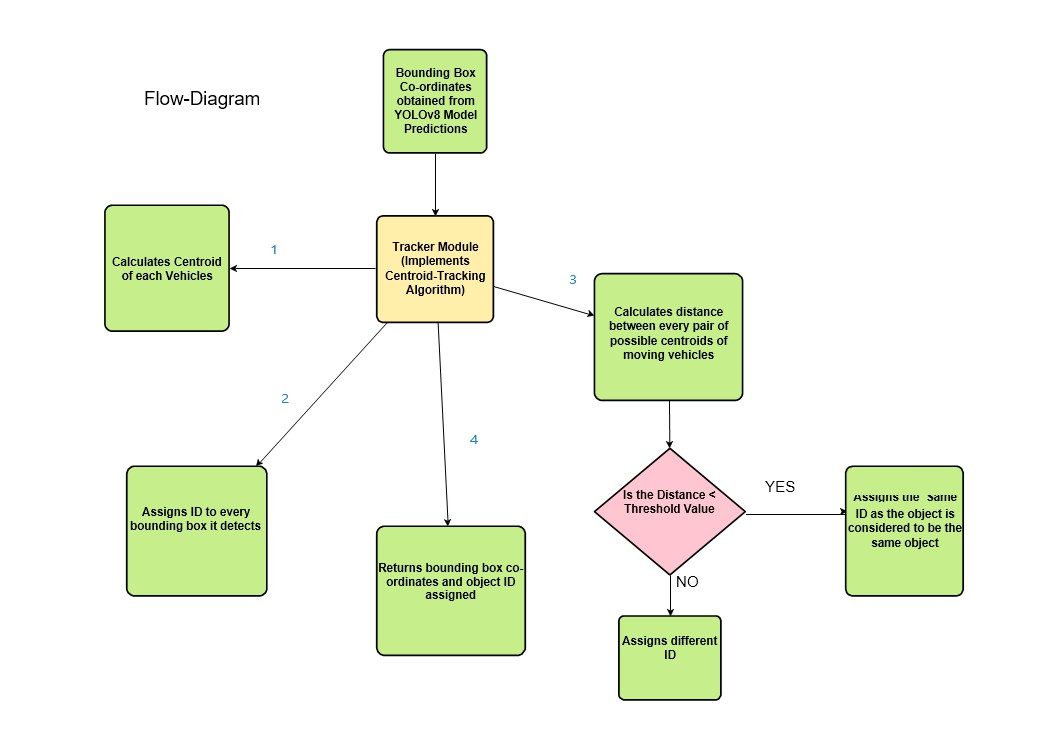 Flow-Diagram
Bounding Box
Co-ordinates
obtained from
YOLOv8 Model
Predictions
Tracker Module
(Implements
Centroid-Tracking
Algorithm)
1
Calculates Centroid
of each Vehicles
2
Assigns ID to every
bounding box it detects
3
Calculates distance
between every pair of
possible centroids of
moving vehicles
Is the Distance <
Threshold Value
YES
Assigns the Same
ID as the object is
considered to be the
same object
NO
Assigns different
ID
4
Returns bounding box co-
ordinates and object ID
assigned